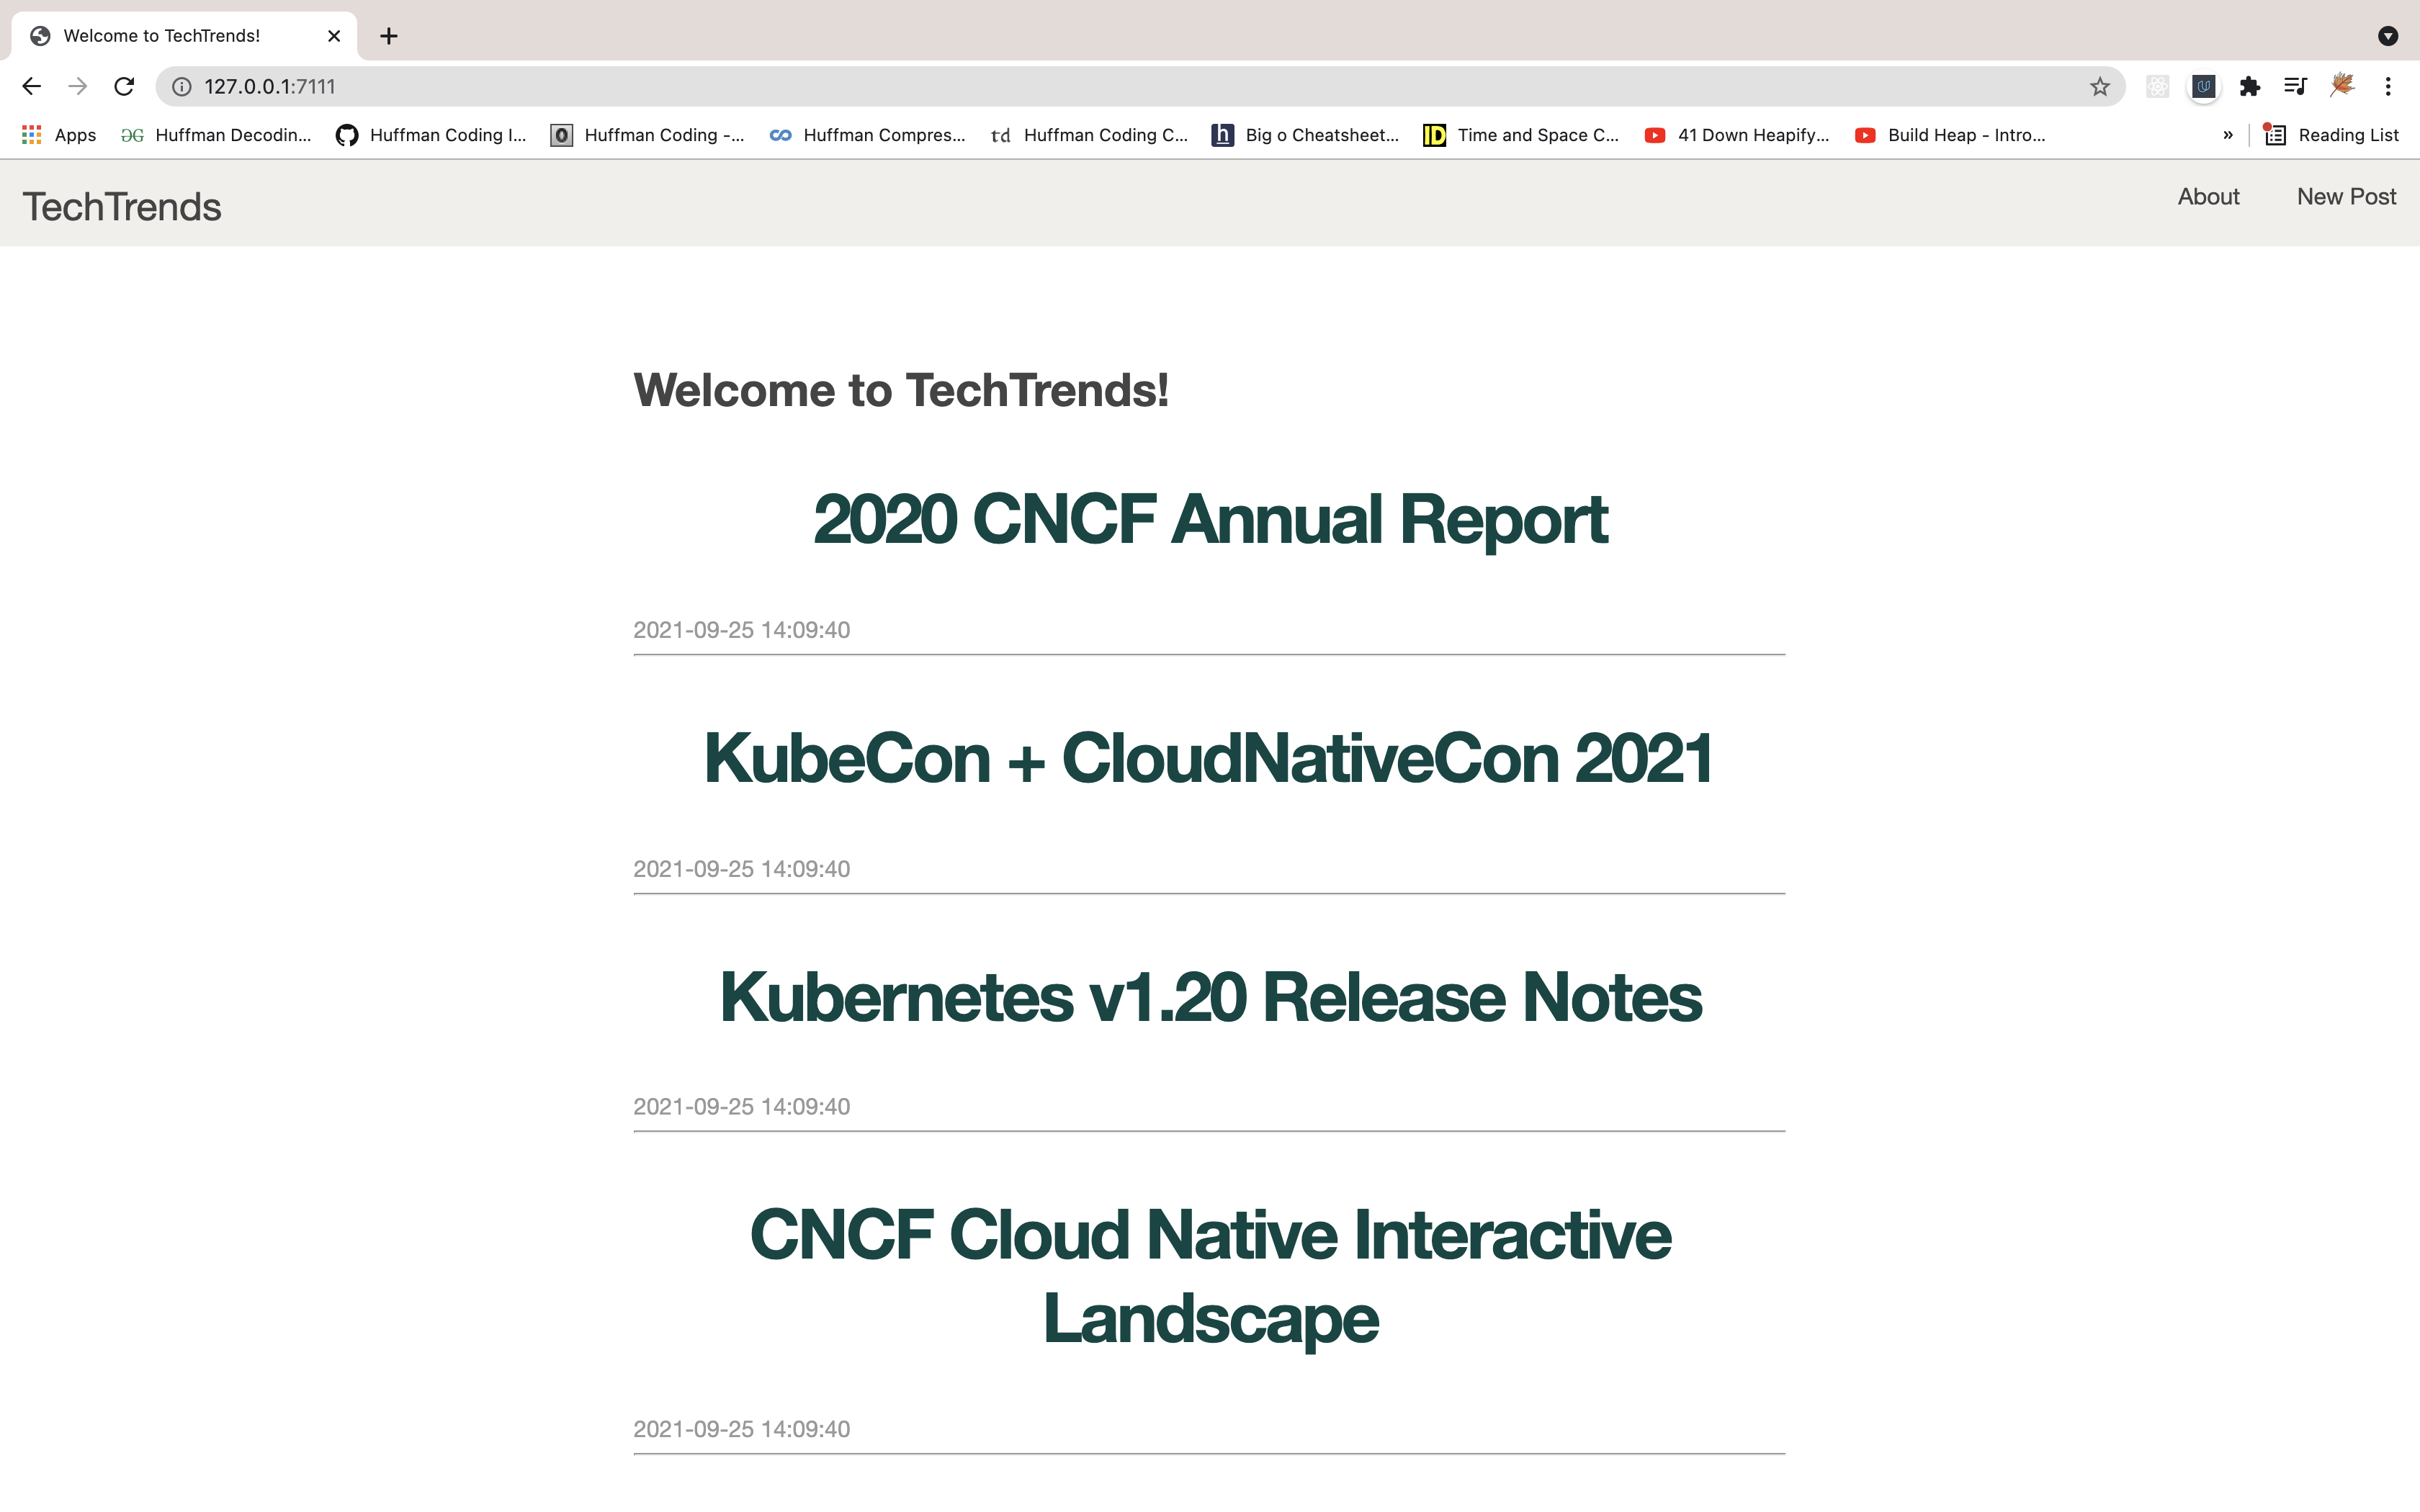 Welcome to TechTrends!
127.0.0.1:7111
Apps Huffman Decodin... Huffman Coding I... Huffman Coding -... Huffman Compres... td Huffman Coding C... h Big o Cheatsheet... ID Time and Space C... 41 Down Heapify... Build Heap - Intro... » Reading List
TechTrends About New Post
Welcome to TechTrends!
2020 CNCF Annual Report
2021-09-25 14:09:40
KubeCon + CloudNativeCon 2021
2021-09-25 14:09:40
Kubernetes v1.20 Release Notes
2021-09-25 14:09:40
CNCF Cloud Native Interactive
Landscape
2021-09-25 14:09:40